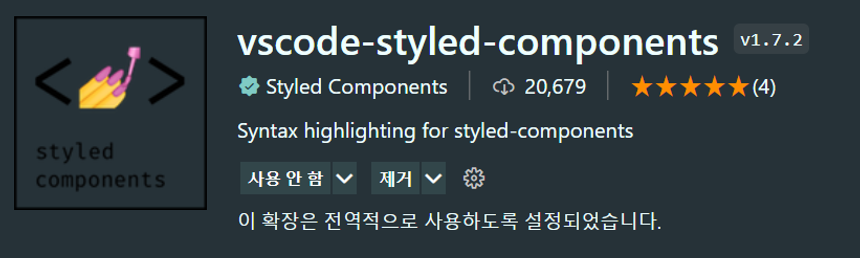 vscode-styled-components v1.7.2
Styled Components 20,679 ★★★★★(4)
Syntax highlighting for styled-components
사용 안 함 제거
이 확장은 전역적으로 사용하도록 설정되었습니다.
< >
styled
components